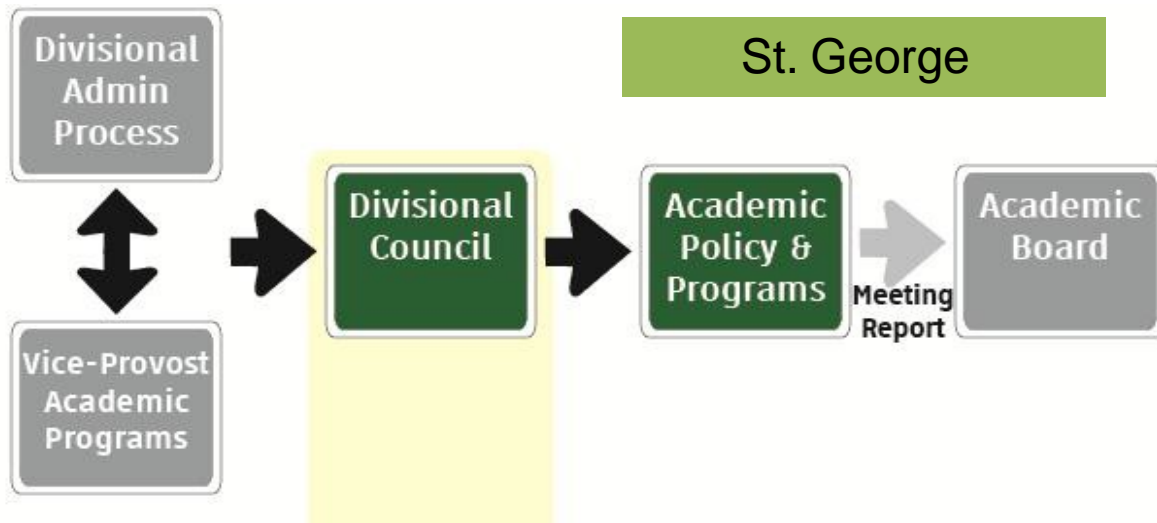 Divisional
Admin
Process
St. George
Divisional
Council
Academic
Policy &
Programs
Meeting
Report
Academic
Board
Vice-Provost
Academic
Programs